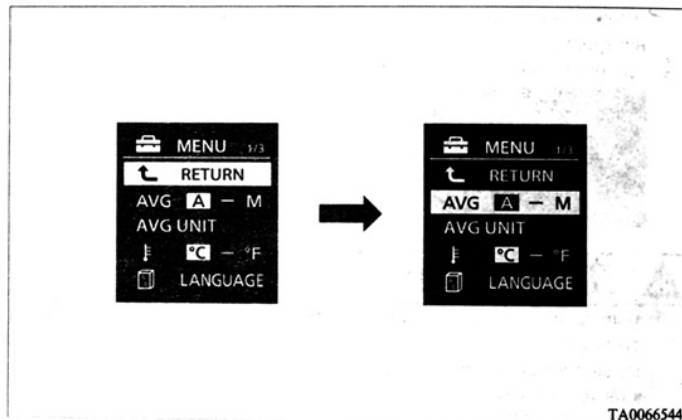 MENU 1/3
RETURN
AVG A – M
AVG UNIT
°C – °F
LANGUAGE
MENU 1/3
RETURN
AVG A – M
AVG UNIT
°C – °F
LANGUAGE
TA0066544